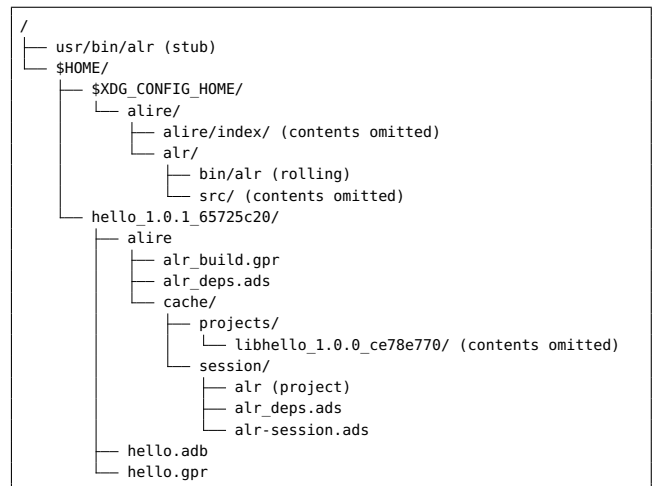 /
├── usr/bin/alr (stub)
└── $HOME/
    ├── $XDG_CONFIG_HOME/
    │   └── alire/
    │       ├── alire/index/ (contents omitted)
    │       └── alr/
    │           ├── bin/alr (rolling)
    │           └── src/ (contents omitted)
    └── hello_1.0.1_65725c20/
        ├── alire
        │   ├── alr_build.gpr
        │   ├── alr_deps.ads
        │   └── cache/
        │       ├── projects/
        │       │   └── libhello_1.0.0_ce78e770/ (contents omitted)
        │       └── session/
        │           ├── alr (project)
        │           ├── alr_deps.ads
        │           └── alr-session.ads
        ├── hello.adb
        └── hello.gpr